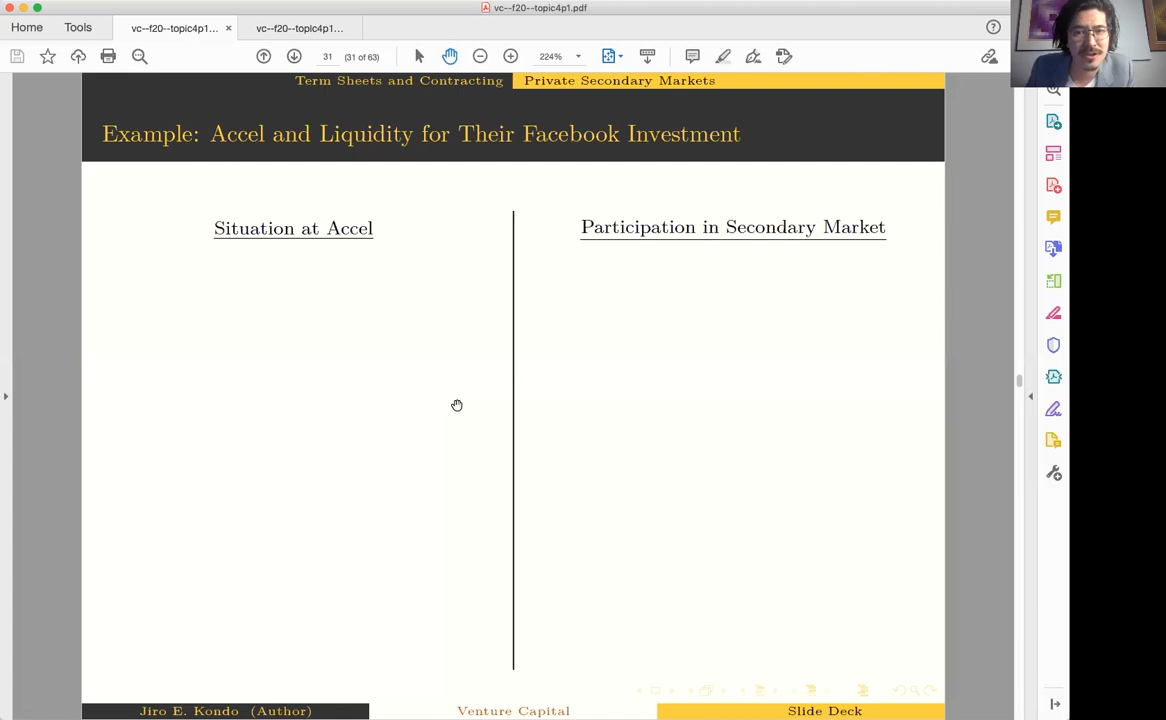 vc--f20--topic4p1.pdf
Home Tools vc--f20--topic4p1... × vc--f20--topic4p1...
31 (31 of 63) 224%
Term Sheets and Contracting Private Secondary Markets
Example: Accel and Liquidity for Their Facebook Investment
Situation at Accel
Participation in Secondary Market
Jiro E. Kondo (Author) Venture Capital Slide Deck